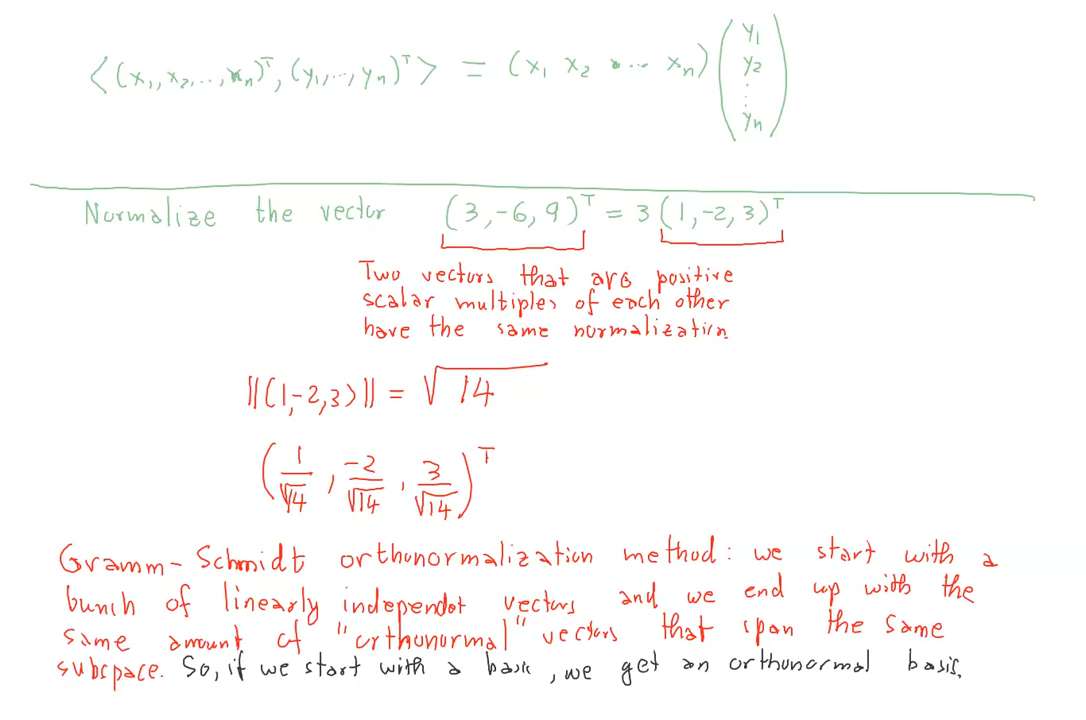 ⟨(x₁, x₂, ..., xₙ)ᵀ, (y₁, ..., yₙ)ᵀ⟩ = (x₁ x₂ ... xₙ) (y₁ y₂ ⋮ yₙ)
Normalize the vector (3, -6, 9)ᵀ = 3 (1, -2, 3)ᵀ
Two vectors that are positive
scalar multiples of each other
have the same normalization.
||(1, -2, 3)|| = √14
(1/√14, -2/√14, 3/√14)ᵀ
Gramm-Schmidt orthonormalization method: we start with a
bunch of linearly independot vectors and we end up with the
same amount of "orthonormal" vectors that span the same
subspace. So, if we start with a basis, we get an orthonormal basis.